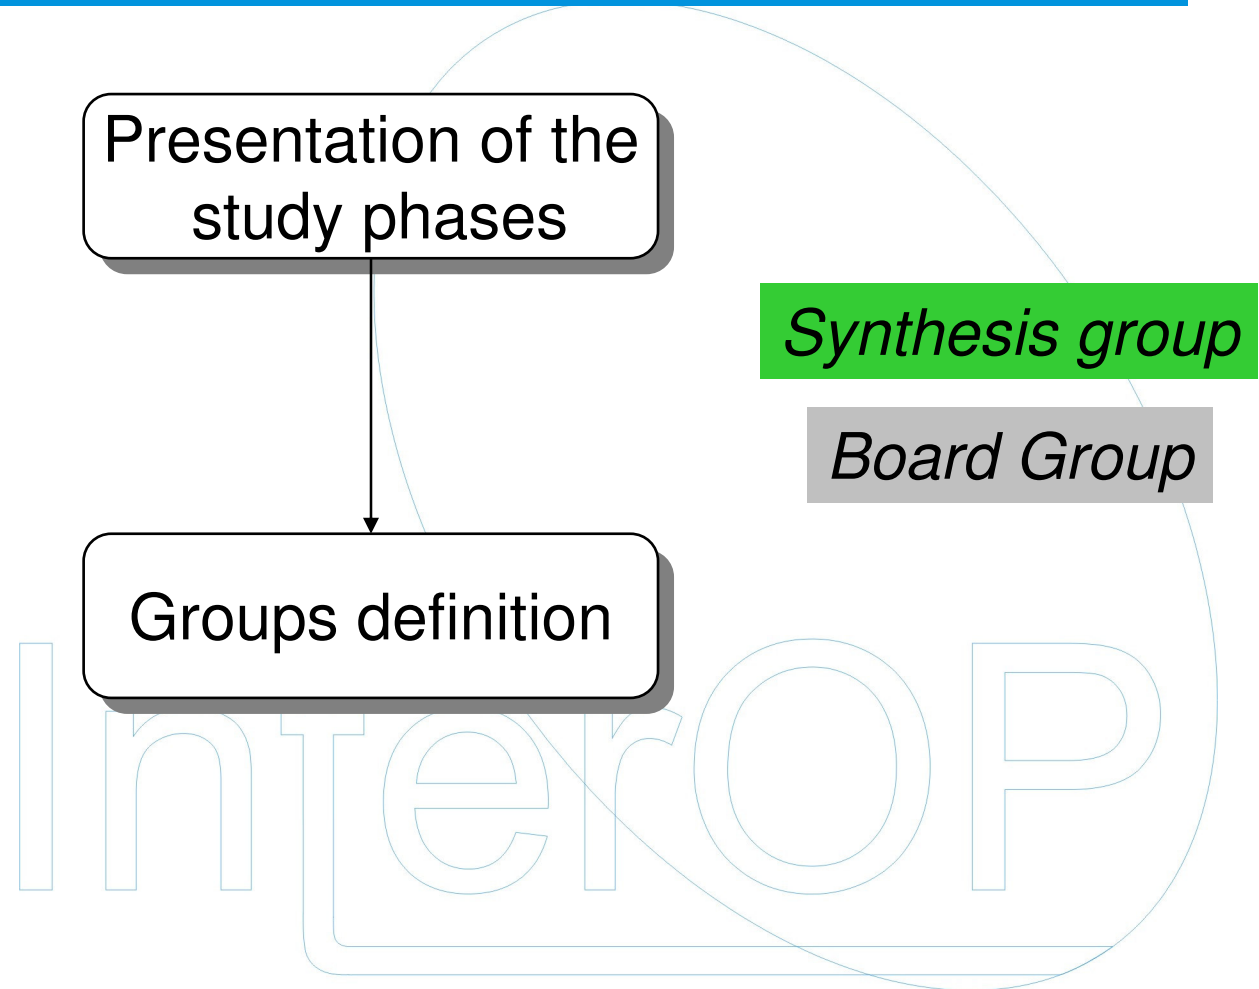 Presentation of the
study phases
Synthesis group
Board Group
Groups definition
InterOP